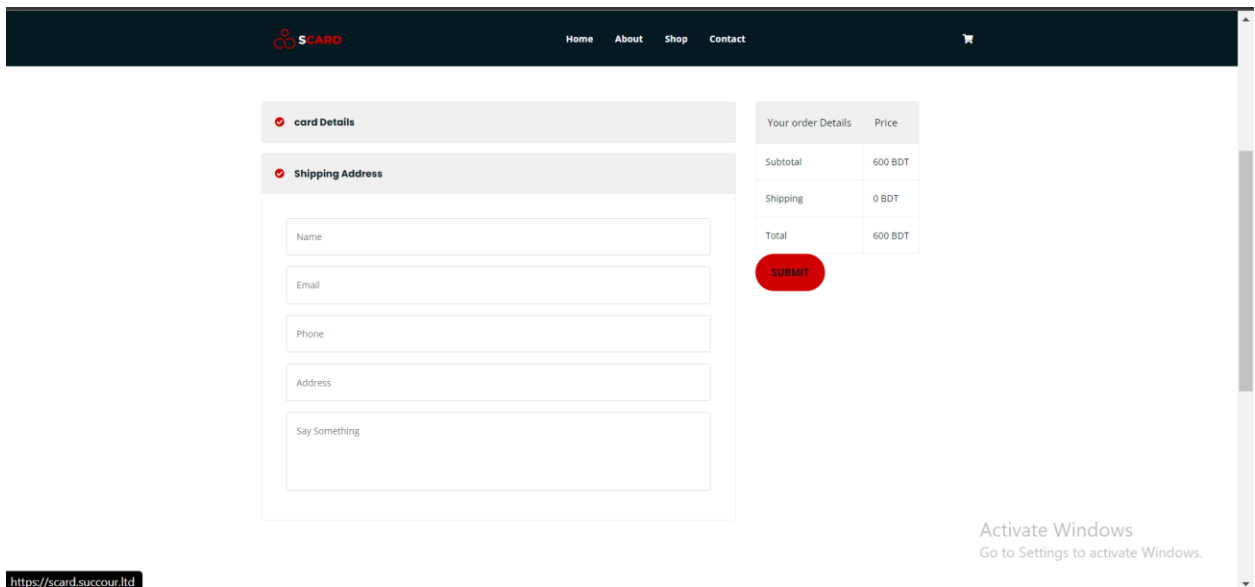 SCARD
Home About Shop Contact
card Details
Shipping Address
Name
Email
Phone
Address
Say Something
Your order Details Price
Subtotal 600 BDT
Shipping 0 BDT
Total 600 BDT
SUBMIT
Activate Windows
Go to Settings to activate Windows.
https://scard.succour.ltd